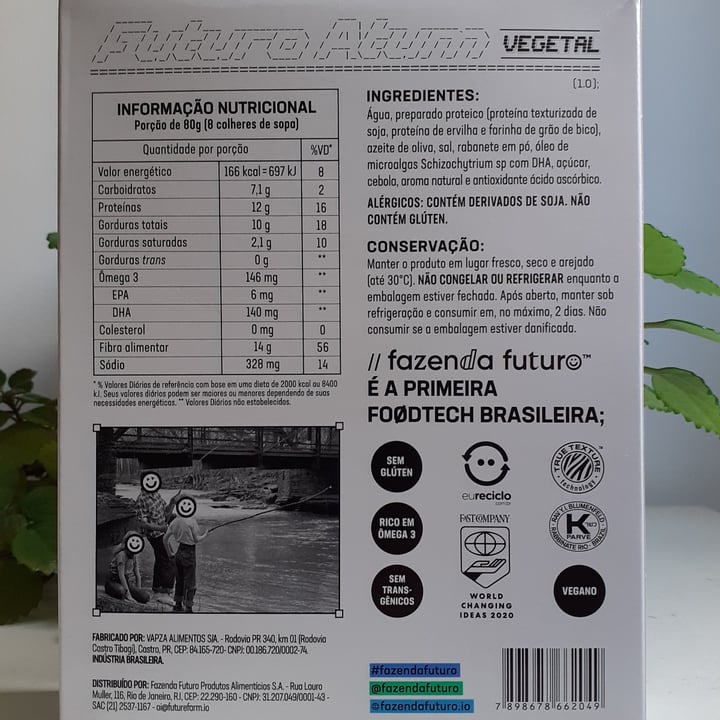 Futuro Atum VEGETAL
(1.0);
INFORMAÇÃO NUTRICIONAL
Porção de 80g (8 colheres de sopa)
Quantidade por porção %VD*
Valor energético 166 kcal = 697 kJ 8
Carboidratos 7,1 g 2
Proteínas 12 g 16
Gorduras totais 10 g 18
Gorduras saturadas 2,1 g 10
Gorduras trans 0 g **
Ômega 3 146 mg **
EPA 6 mg **
DHA 140 mg **
Colesterol 0 mg 0
Fibra alimentar 14 g 56
Sódio 328 mg 14
* % Valores Diários de referência com base em uma dieta de 2000 kcal ou 8400
kJ. Seus valores diários podem ser maiores ou menores dependendo de suas
necessidades energéticas. ** Valores Diários não estabelecidos.
INGREDIENTES:
Água, preparado proteico (proteína texturizada de
soja, proteína de ervilha e farinha de grão de bico),
azeite de oliva, sal, rabanete em pó, óleo de
microalgas Schizochytrium sp com DHA, açúcar,
cebola, aroma natural e antioxidante ácido ascórbico.
ALÉRGICOS: CONTÉM DERIVADOS DE SOJA. NÃO
CONTÉM GLÚTEN.
CONSERVAÇÃO:
Manter o produto em lugar fresco, seco e arejado
(até 30°C). NÃO CONGELAR OU REFRIGERAR enquanto a
embalagem estiver fechada. Após aberto, manter sob
refrigeração e consumir em, no máximo, 2 dias. Não
consumir se a embalagem estiver danificada.
// fazenda futuro™
É A PRIMEIRA
FOØDTECH BRASILEIRA;
SEM
GLÚTEN
eureciclo
.com.br
TRUE TEXTURE
technology
TM
RICO EM
ÔMEGA 3
FAST COMPANY
WORLD
CHANGING
IDEAS 2020
RAV Y.I. BLUMENFELD
K
PARVE
RABBINATE RIO - BRAZIL
SEM
TRANS-
GÊNICOS
VEGANO
FABRICADO POR: VAPZA ALIMENTOS S/A. - Rodovia PR 340, km 01 (Rodovia
Castro Tibagi), Castro, PR, CEP: 84.165-720- CNPJ: 00.186.720/0002-74.
INDÚSTRIA BRASILEIRA.
DISTRIBUÍDO POR: Fazenda Futuro Produtos Alimentícios S.A. - Rua Lauro
Muller, 116, Rio de Janeiro, RJ, CEP: 22.290-160 - CNPJ: 31.207.049/0001-43 -
SAC (21) 2537-1167 - oi@futurefarm.io
#fazendafuturo
@fazendafuturo
@fazendafuturo.io
7 898678 662049